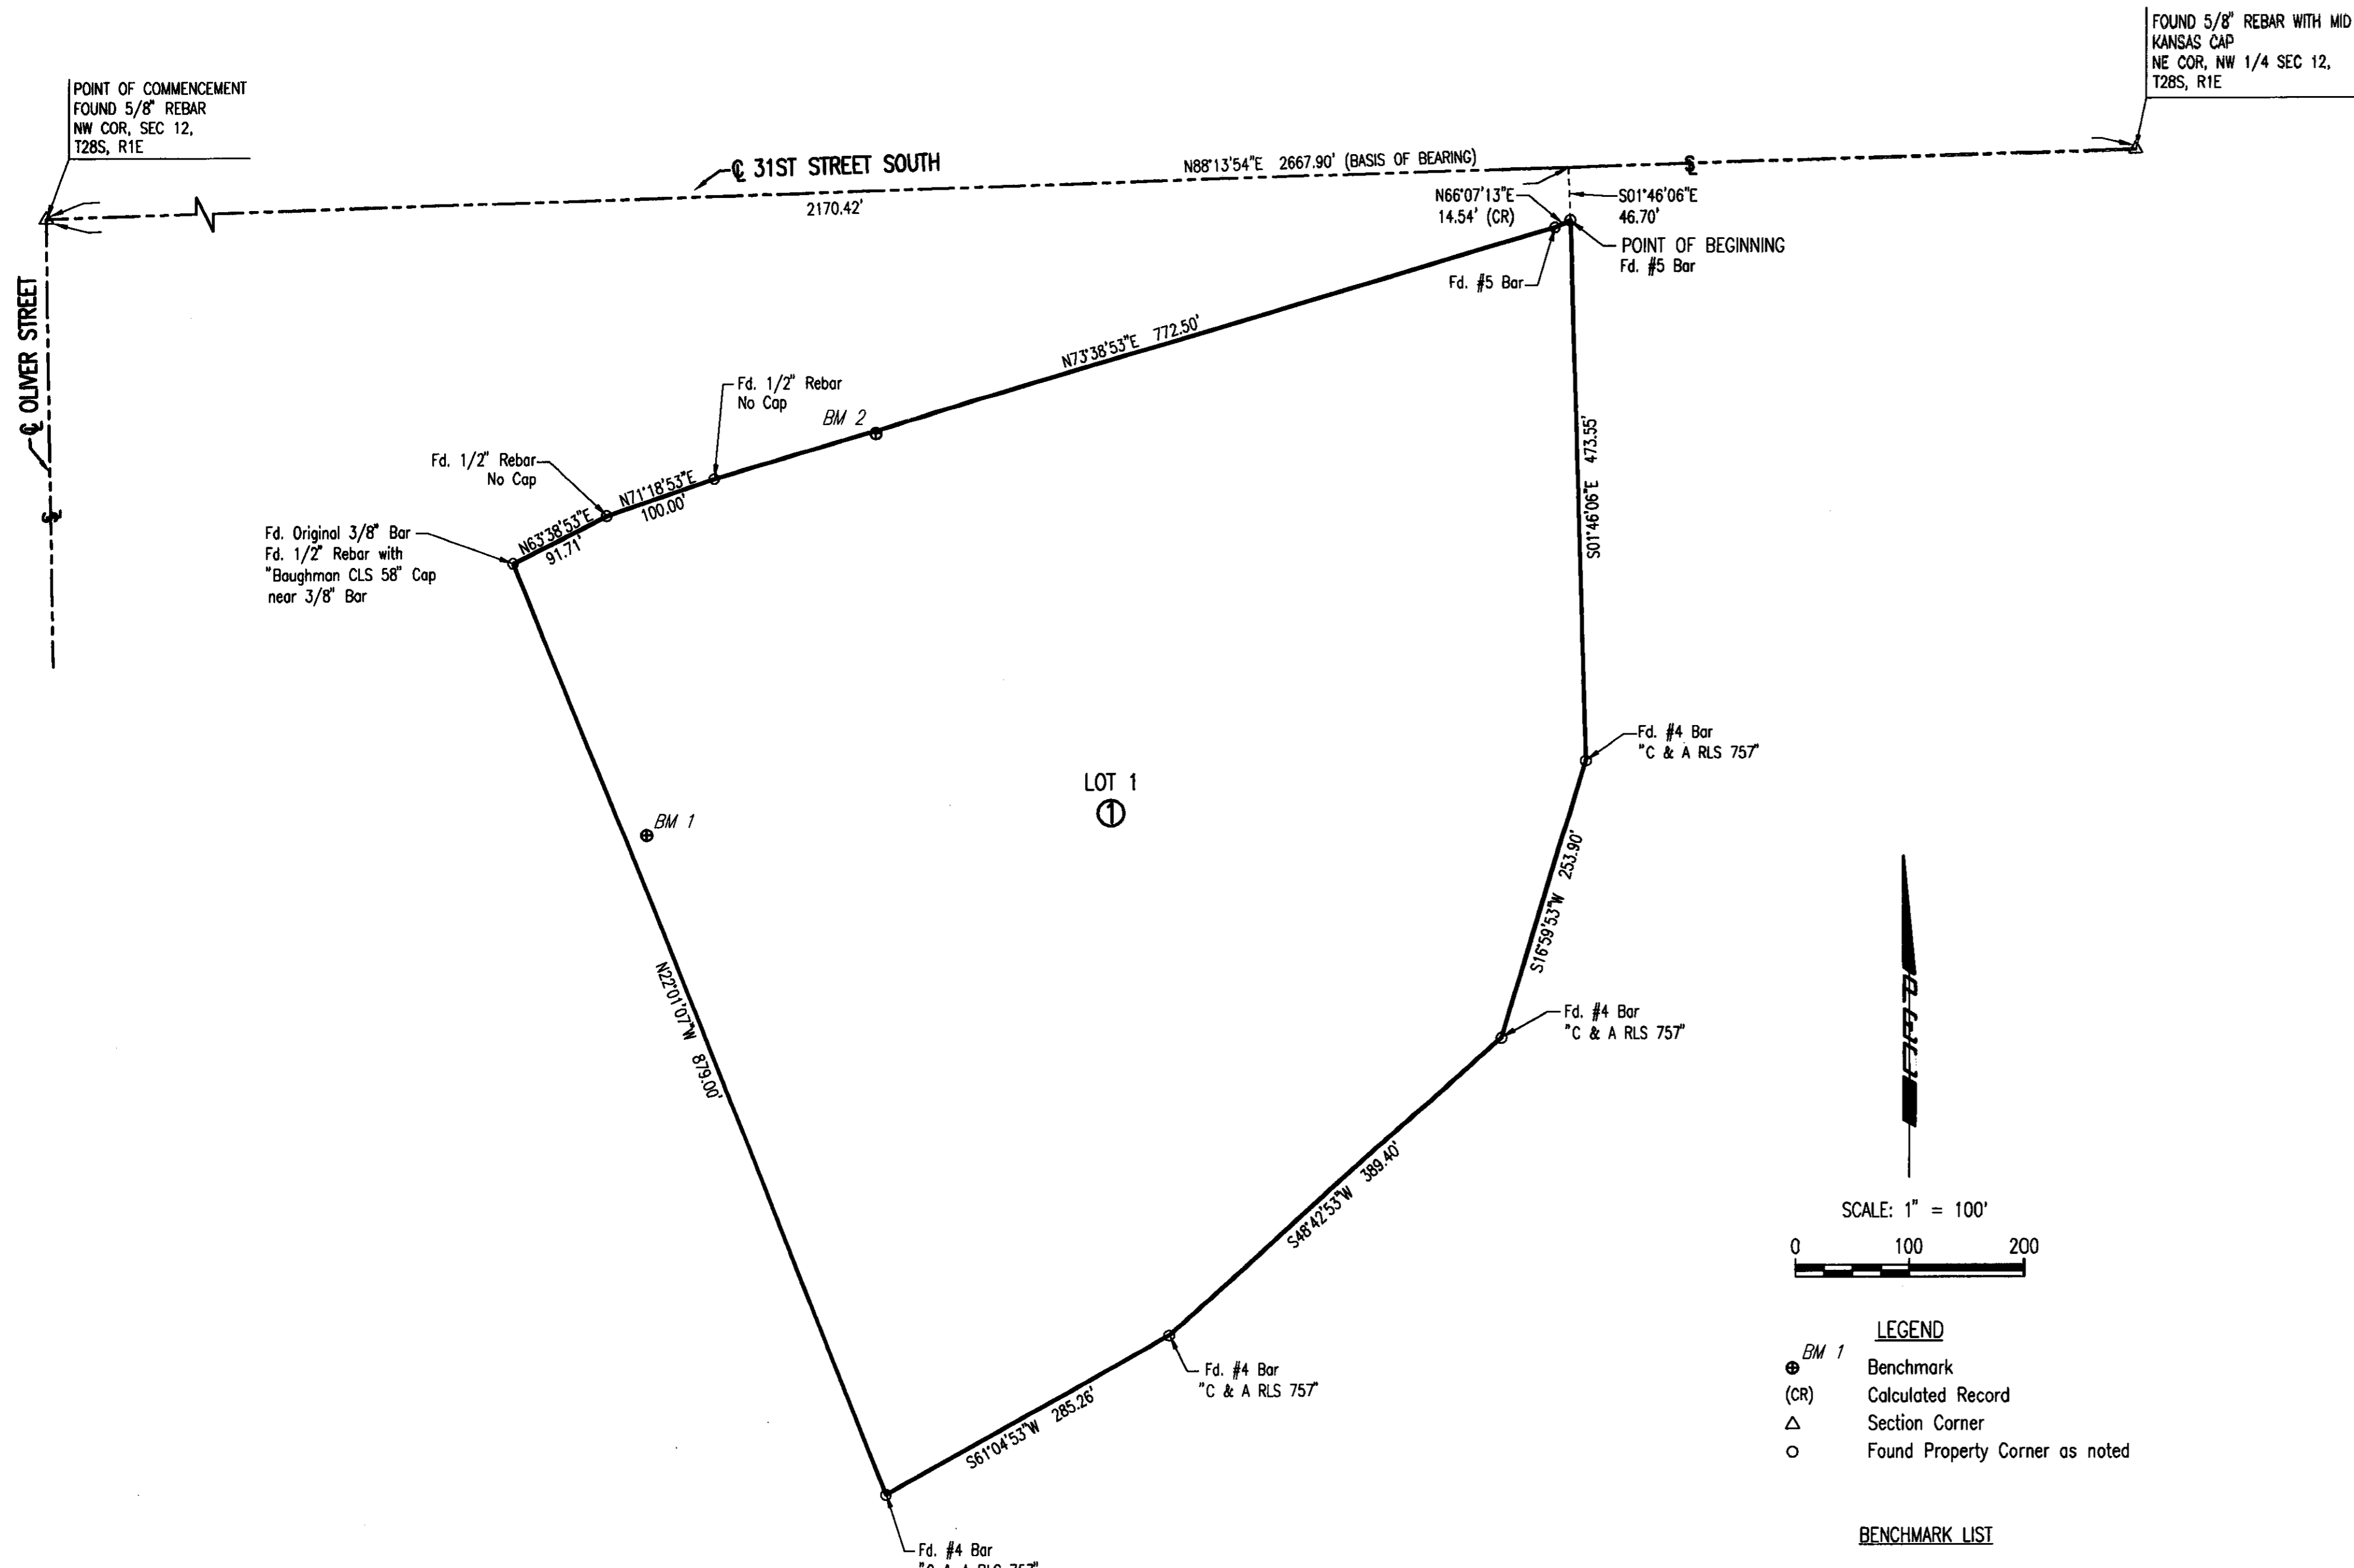 FOUND 5/8" REBAR WITH MID
KANSAS CAP
NE COR, NW 1/4 SEC 12,
T28S, R1E
POINT OF COMMENCEMENT
FOUND 5/8" REBAR
NW COR, SEC 12,
T28S, R1E
℄ 31ST STREET SOUTH
N88°13'54"E 2667.90' (BASIS OF BEARING)
2170.42'
N66°07'13"E
14.54' (CR)
S01°46'06"E
46.70'
POINT OF BEGINNING
Fd. #5 Bar
Fd. #5 Bar
℄ OLIVER STREET
N73°38'53"E 772.50'
Fd. 1/2" Rebar
No Cap
BM 2
Fd. 1/2" Rebar
No Cap
N71°18'53"E
100.00'
N63°38'53"E
91.71'
Fd. Original 3/8" Bar
Fd. 1/2" Rebar with
"Baughman CLS 58" Cap
near 3/8" Bar
S01°46'06"E 473.55'
Fd. #4 Bar
"C & A RLS 757"
LOT 1
1
BM 1
S16°59'53"W 253.90'
N22°01'07"W 879.00'
Fd. #4 Bar
"C & A RLS 757"
S48°42'53"W 389.40'
Fd. #4 Bar
"C & A RLS 757"
S61°04'53"W 285.26'
Fd. #4 Bar
"C & A RLS 757"
SCALE: 1" = 100'
0 100 200
LEGEND
BM 1
Benchmark
(CR) Calculated Record
Section Corner
Found Property Corner as noted
BENCHMARK LIST